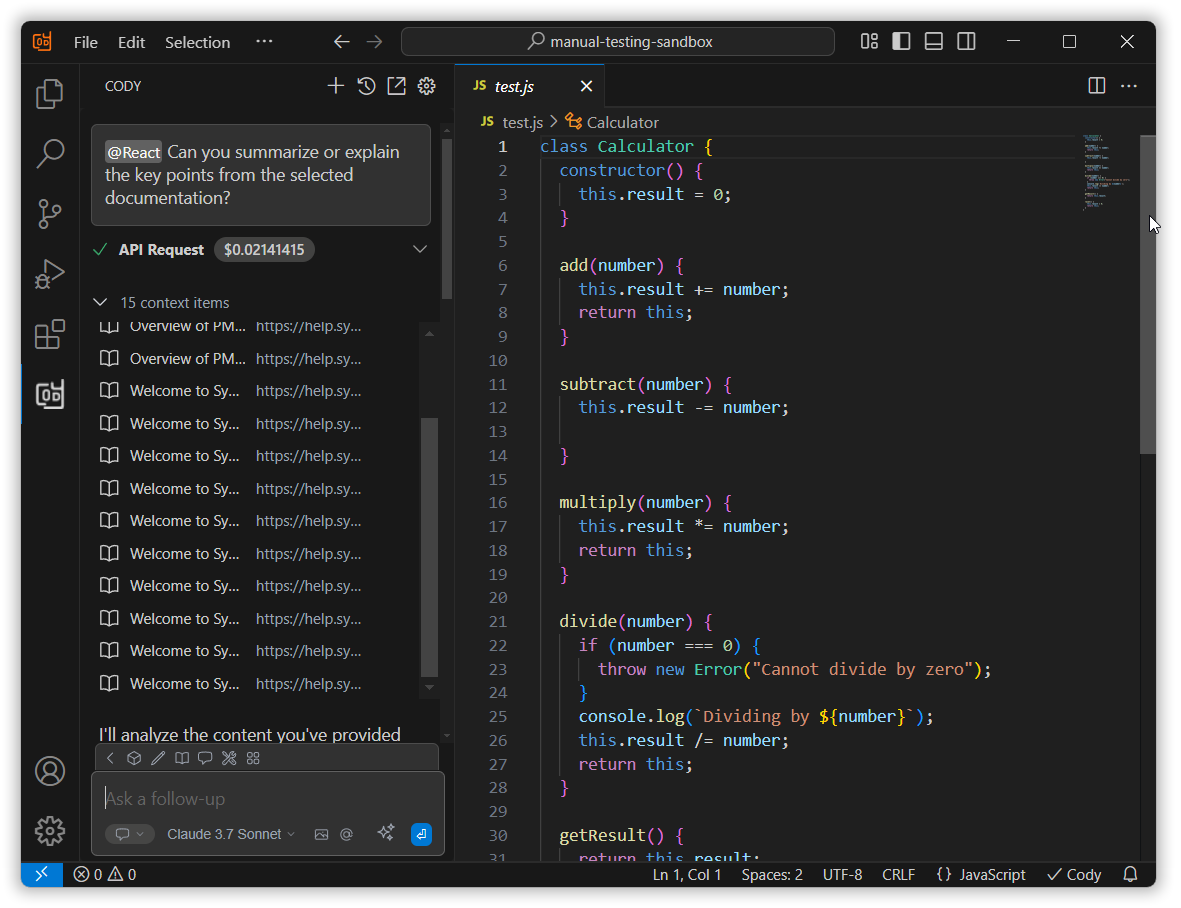 File Edit Selection ··· manual-testing-sandbox
CODY
@React Can you summarize or explain
the key points from the selected
documentation?
API Request $0.02141415
15 context items
Overview of PM... https://help.sy...
Overview of PM... https://help.sy...
Welcome to Sy... https://help.sy...
Welcome to Sy... https://help.sy...
Welcome to Sy... https://help.sy...
Welcome to Sy... https://help.sy...
Welcome to Sy... https://help.sy...
Welcome to Sy... https://help.sy...
Welcome to Sy... https://help.sy...
Welcome to Sy... https://help.sy...
Welcome to Sy... https://help.sy...
Welcome to Sy... https://help.sy...
I'll analyze the content you've provided
Ask a follow-up
Claude 3.7 Sonnet
JS test.js
JS test.js > Calculator
1 class Calculator {
2 constructor() {
3 this.result = 0;
4 }
5
6 add(number) {
7 this.result += number;
8 return this;
9 }
10
11 subtract(number) {
12 this.result -= number;
13
14 }
15
16 multiply(number) {
17 this.result *= number;
18 return this;
19 }
20
21 divide(number) {
22 if (number === 0) {
23 throw new Error("Cannot divide by zero");
24 }
25 console.log(`Dividing by ${number}`);
26 this.result /= number;
27 return this;
28 }
29
30 getResult() {
31 return this.result;
0 0 Ln 1, Col 1 Spaces: 2 UTF-8 CRLF {} JavaScript Cody